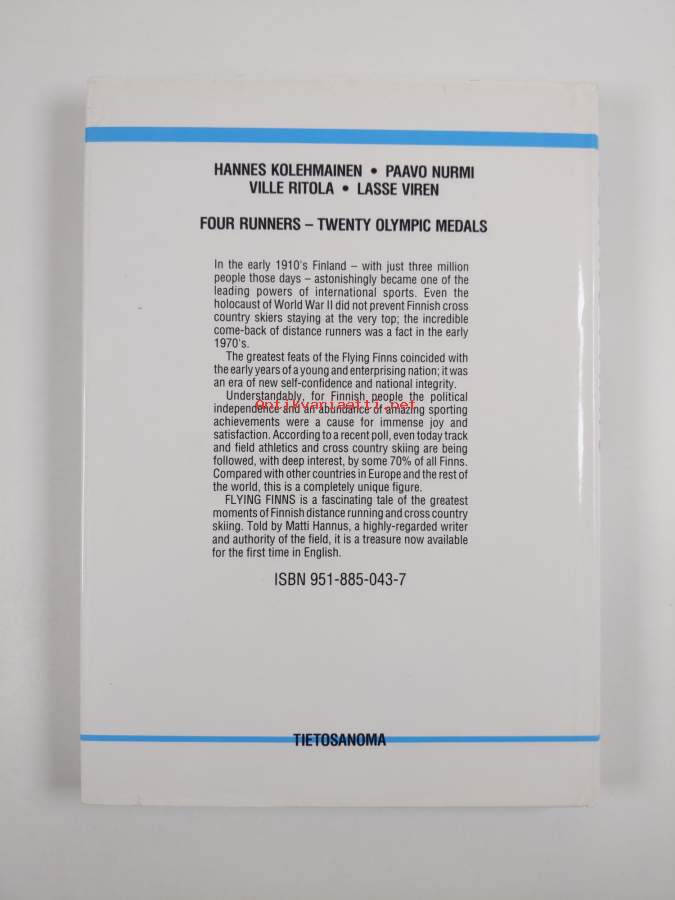 HANNES KOLEHMAINEN • PAAVO NURMI
VILLE RITOLA • LASSE VIREN
FOUR RUNNERS – TWENTY OLYMPIC MEDALS
In the early 1910's Finland – with just three million
people those days – astonishingly became one of the
leading powers of international sports. Even the
holocaust of World War II did not prevent Finnish cross
country skiers staying at the very top; the incredible
come-back of distance runners was a fact in the early
1970's.
The greatest feats of the Flying Finns coincided with
the early years of a young and enterprising nation; it was
an era of new self-confidence and national integrity.
Understandably, for Finnish people the political
independence and an abundance of amazing sporting
Antikvariaatti.net
achievements were a cause for immense joy and
satisfaction. According to a recent poll, even today track
and field athletics and cross country skiing are being
followed, with deep interest, by some 70% of all Finns.
Compared with other countries in Europe and the rest of
the world, this is a completely unique figure.
FLYING FINNS is a fascinating tale of the greatest
moments of Finnish distance running and cross country
skiing. Told by Matti Hannus, a highly-regarded writer
and authority of the field, it is a treasure now available
for the first time in English.
ISBN 951-885-043-7
TIETOSANOMA